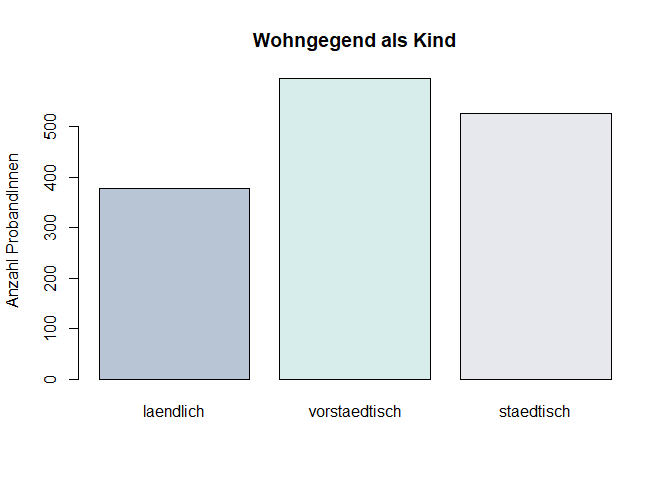 Wohngegend als Kind
Anzahl ProbandInnen
500
400
300
200
100
0
laendlich vorstaedtisch staedtisch